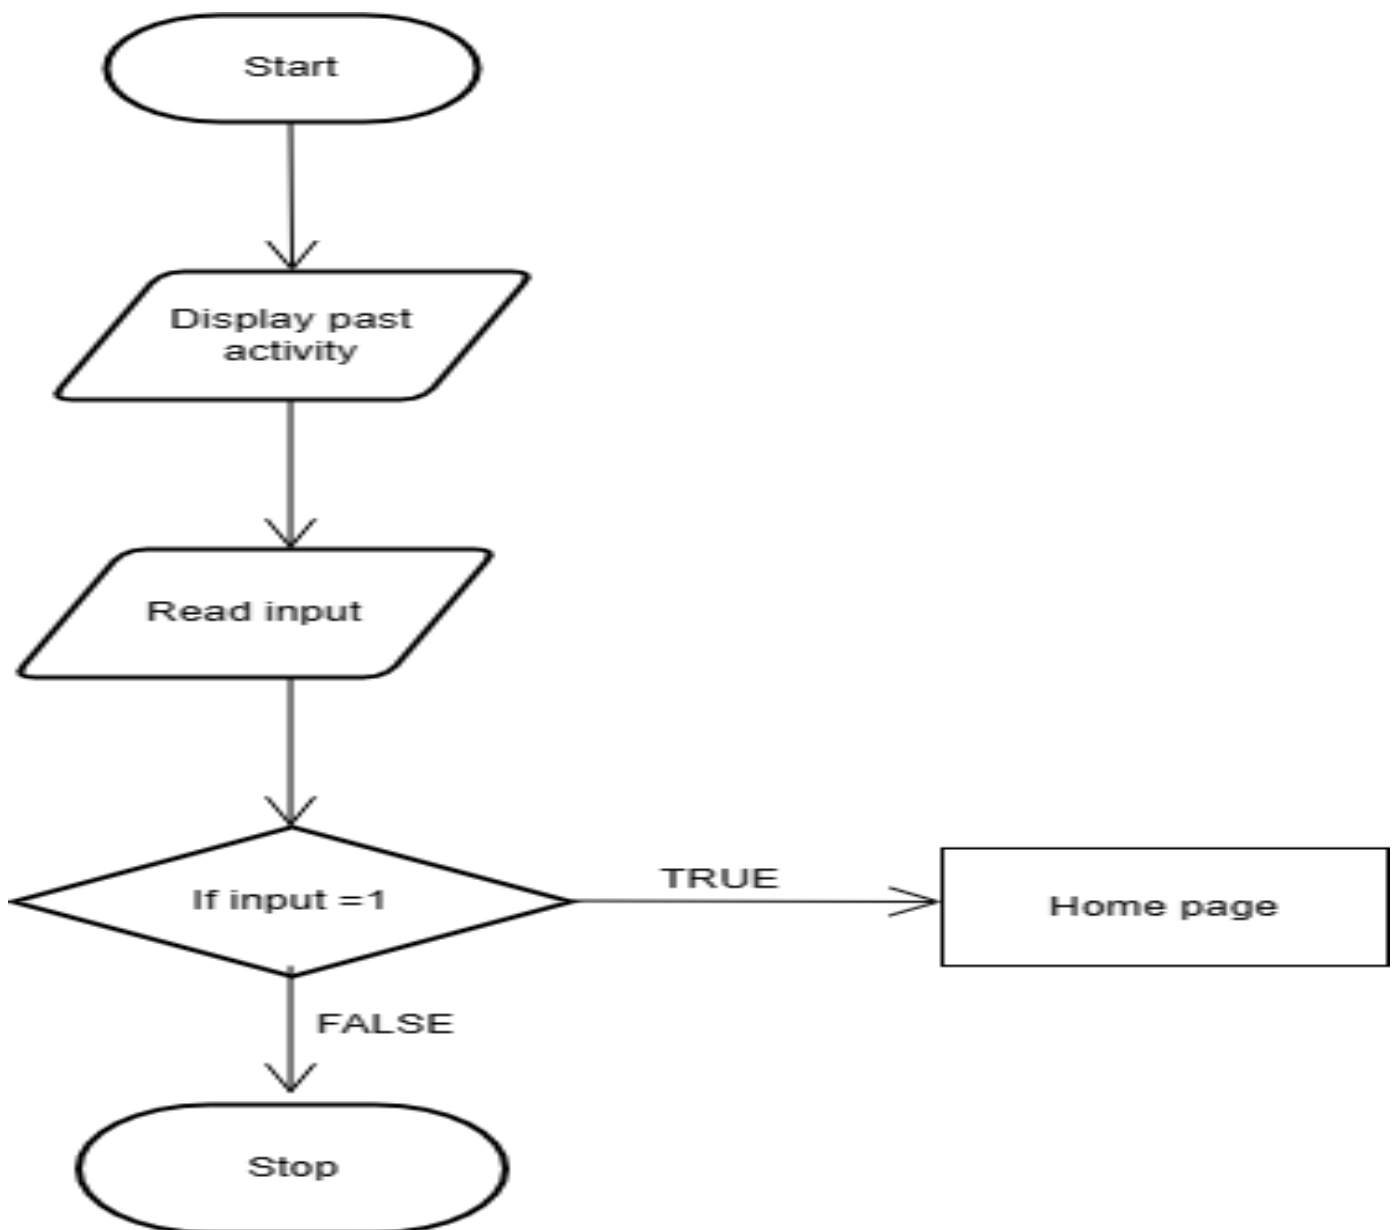 Start
Display past
activity
Read input
If input =1
TRUE
Home page
FALSE
Stop